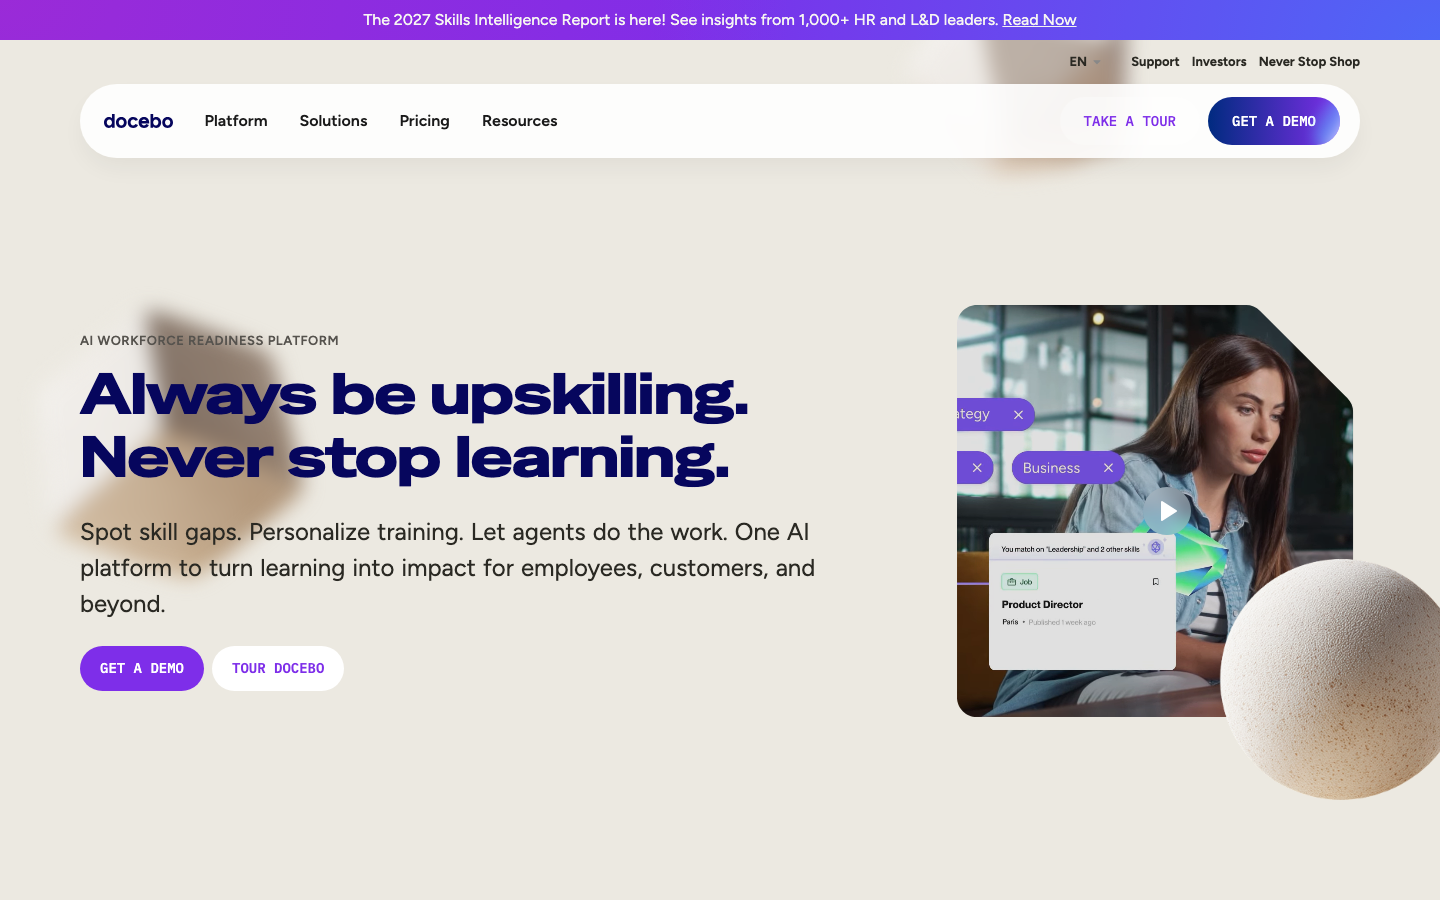 The 2027 Skills Intelligence Report is here! See insights from 1,000+ HR and L&D leaders. Read Now
EN Support Investors Never Stop Shop
docebo Platform Solutions Pricing Resources TAKE A TOUR GET A DEMO
AI WORKFORCE READINESS PLATFORM
Always be upskilling.
Never stop learning.
Spot skill gaps. Personalize training. Let agents do the work. One AI
platform to turn learning into impact for employees, customers, and
beyond.
GET A DEMO TOUR DOCEBO
Business
You match on "Leadership" and 2 other skills
Job
Product Director
Paris • Published 1 week ago